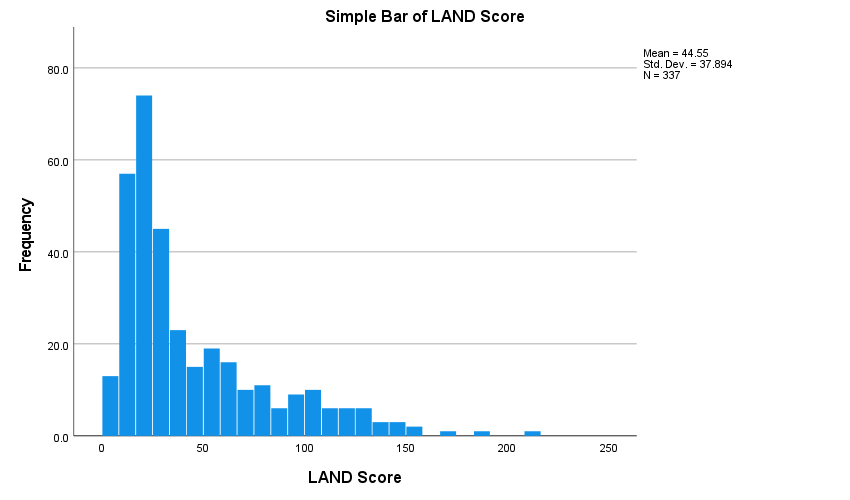 Simple Bar of LAND Score
Mean = 44.55
Std. Dev. = 37.894
N = 337
Frequency
80.0
60.0
40.0
20.0
0.0
0 50 100 150 200 250
LAND Score